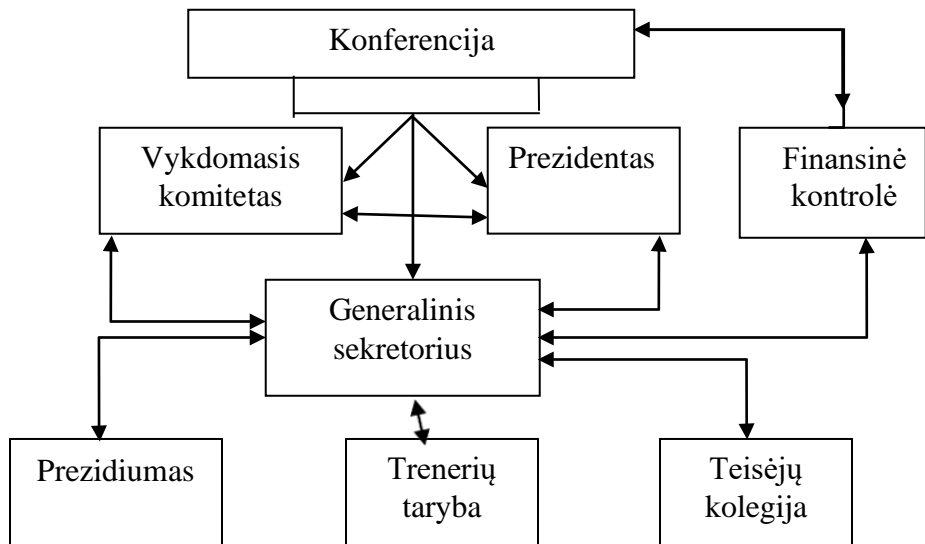 Konferencija
Vykdomasis
komitetas
Prezidentas
Finansinė
kontrolė
Generalinis
sekretorius
Prezidiumas
Trenerių
taryba
Teisėjų
kolegija